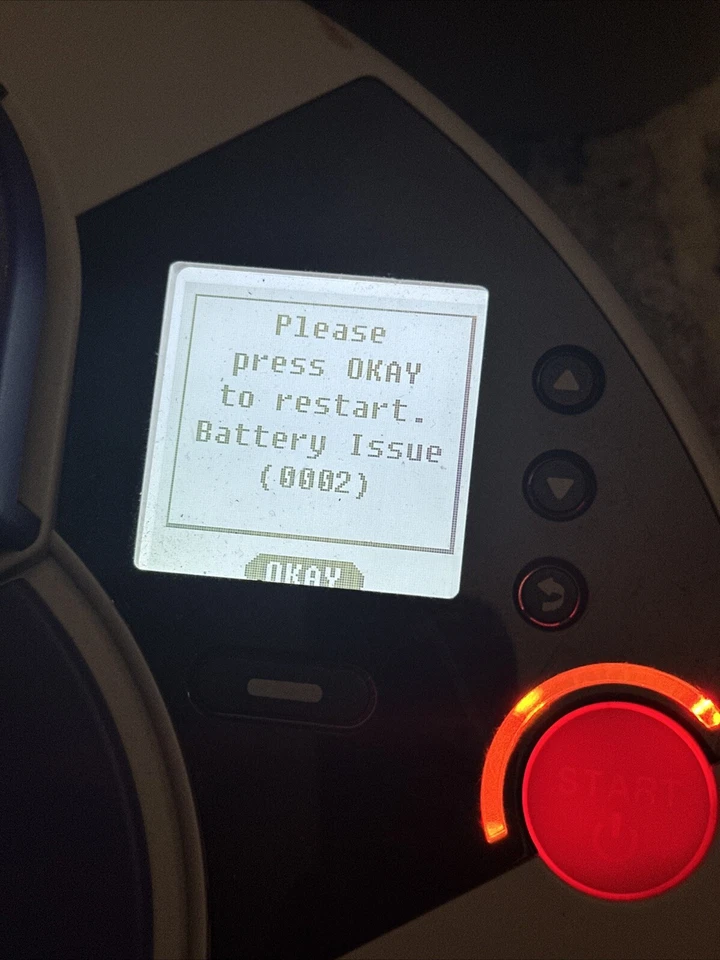 Please
press OKAY
to restart.
Battery Issue
(0002)
OKAY
START